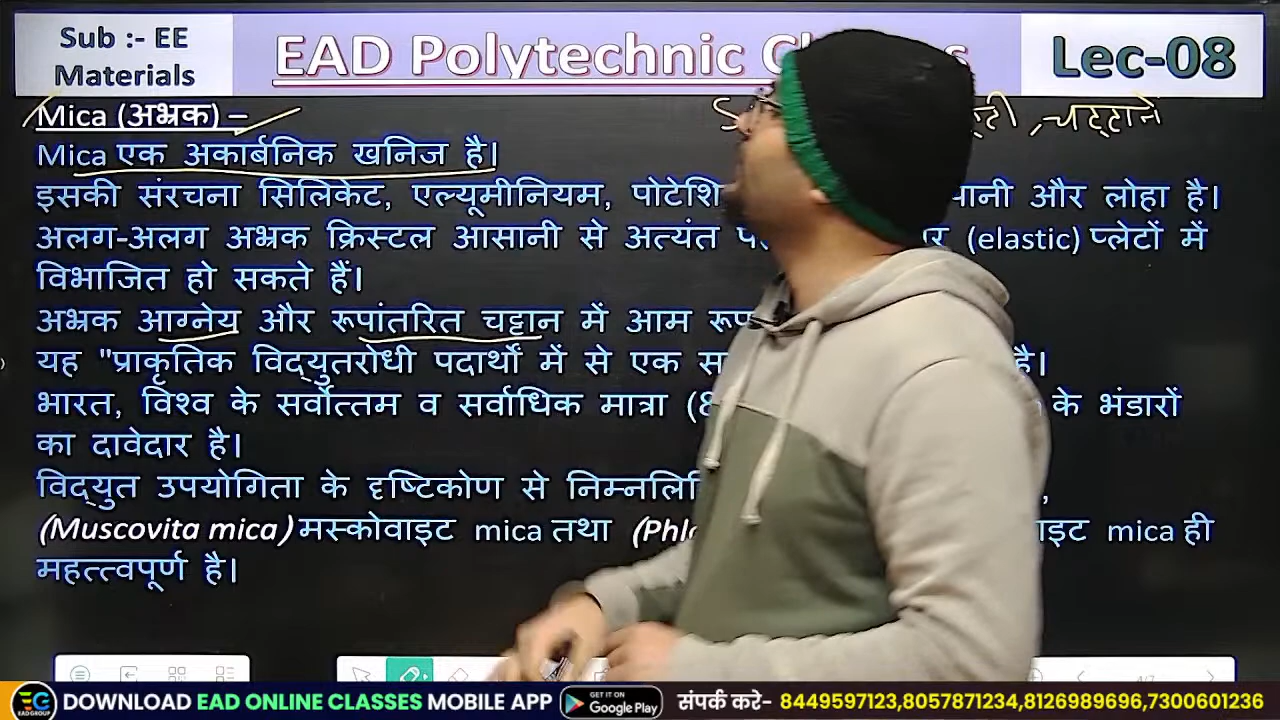 Sub :- EE
Materials
EAD Polytechnic C s
Lec-08
Mica (अभ्रक) –
S टी , चट्टाने
Mica एक अकार्बनिक खनिज है।
इसकी संरचना सिलिकेट, एल्यूमीनियम, पोटेशि पानी और लोहा है।
अलग-अलग अभ्रक क्रिस्टल आसानी से अत्यंत प (elastic) प्लेटों में
विभाजित हो सकते हैं।
अभ्रक आग्नेय और रूपांतरित चट्टान में आम रूप
यह "प्राकृतिक विद्युतरोधी पदार्थों में से एक स है।
भारत, विश्व के सर्वोत्तम व सर्वाधिक मात्रा (8 के भंडारों
का दावेदार है।
विद्युत उपयोगिता के दृष्टिकोण से निम्नलि ,
(Muscovita mica) मस्कोवाइट mica तथा (Phl ाइट mica ही
महत्त्वपूर्ण है।
EAD GROUP
DOWNLOAD EAD ONLINE CLASSES MOBILE APP
GET IT ON
Google Play
संपर्क करे- 8449597123,8057871234,8126989696,7300601236